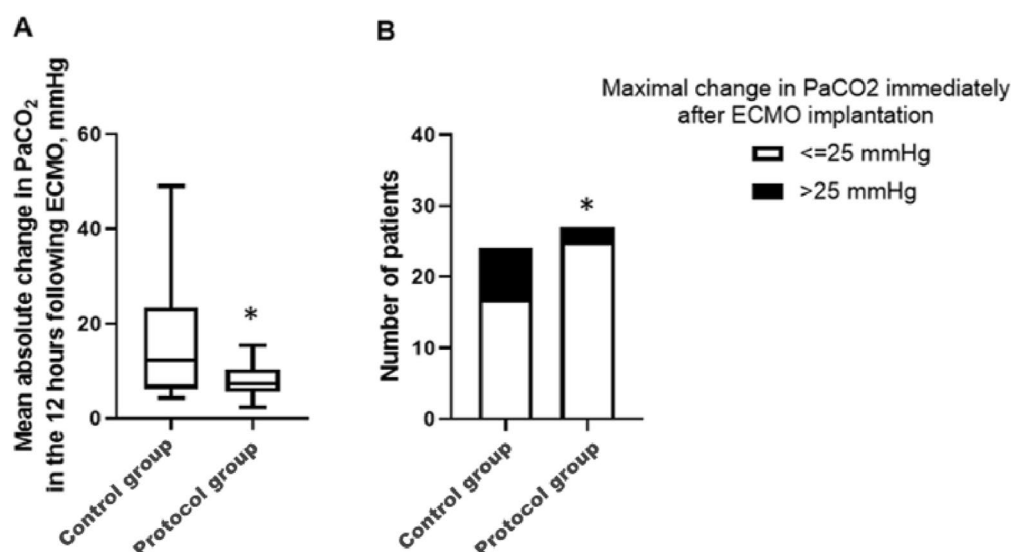 A
Mean absolute change in PaCO₂
in the 12 hours following ECMO, mmHg
60
40
20
0
Control group
Protocol group
*
B
Number of patients
40
30
20
10
0
Control group
Protocol group
*
Maximal change in PaCO2 immediately
after ECMO implantation
<=25 mmHg
>25 mmHg